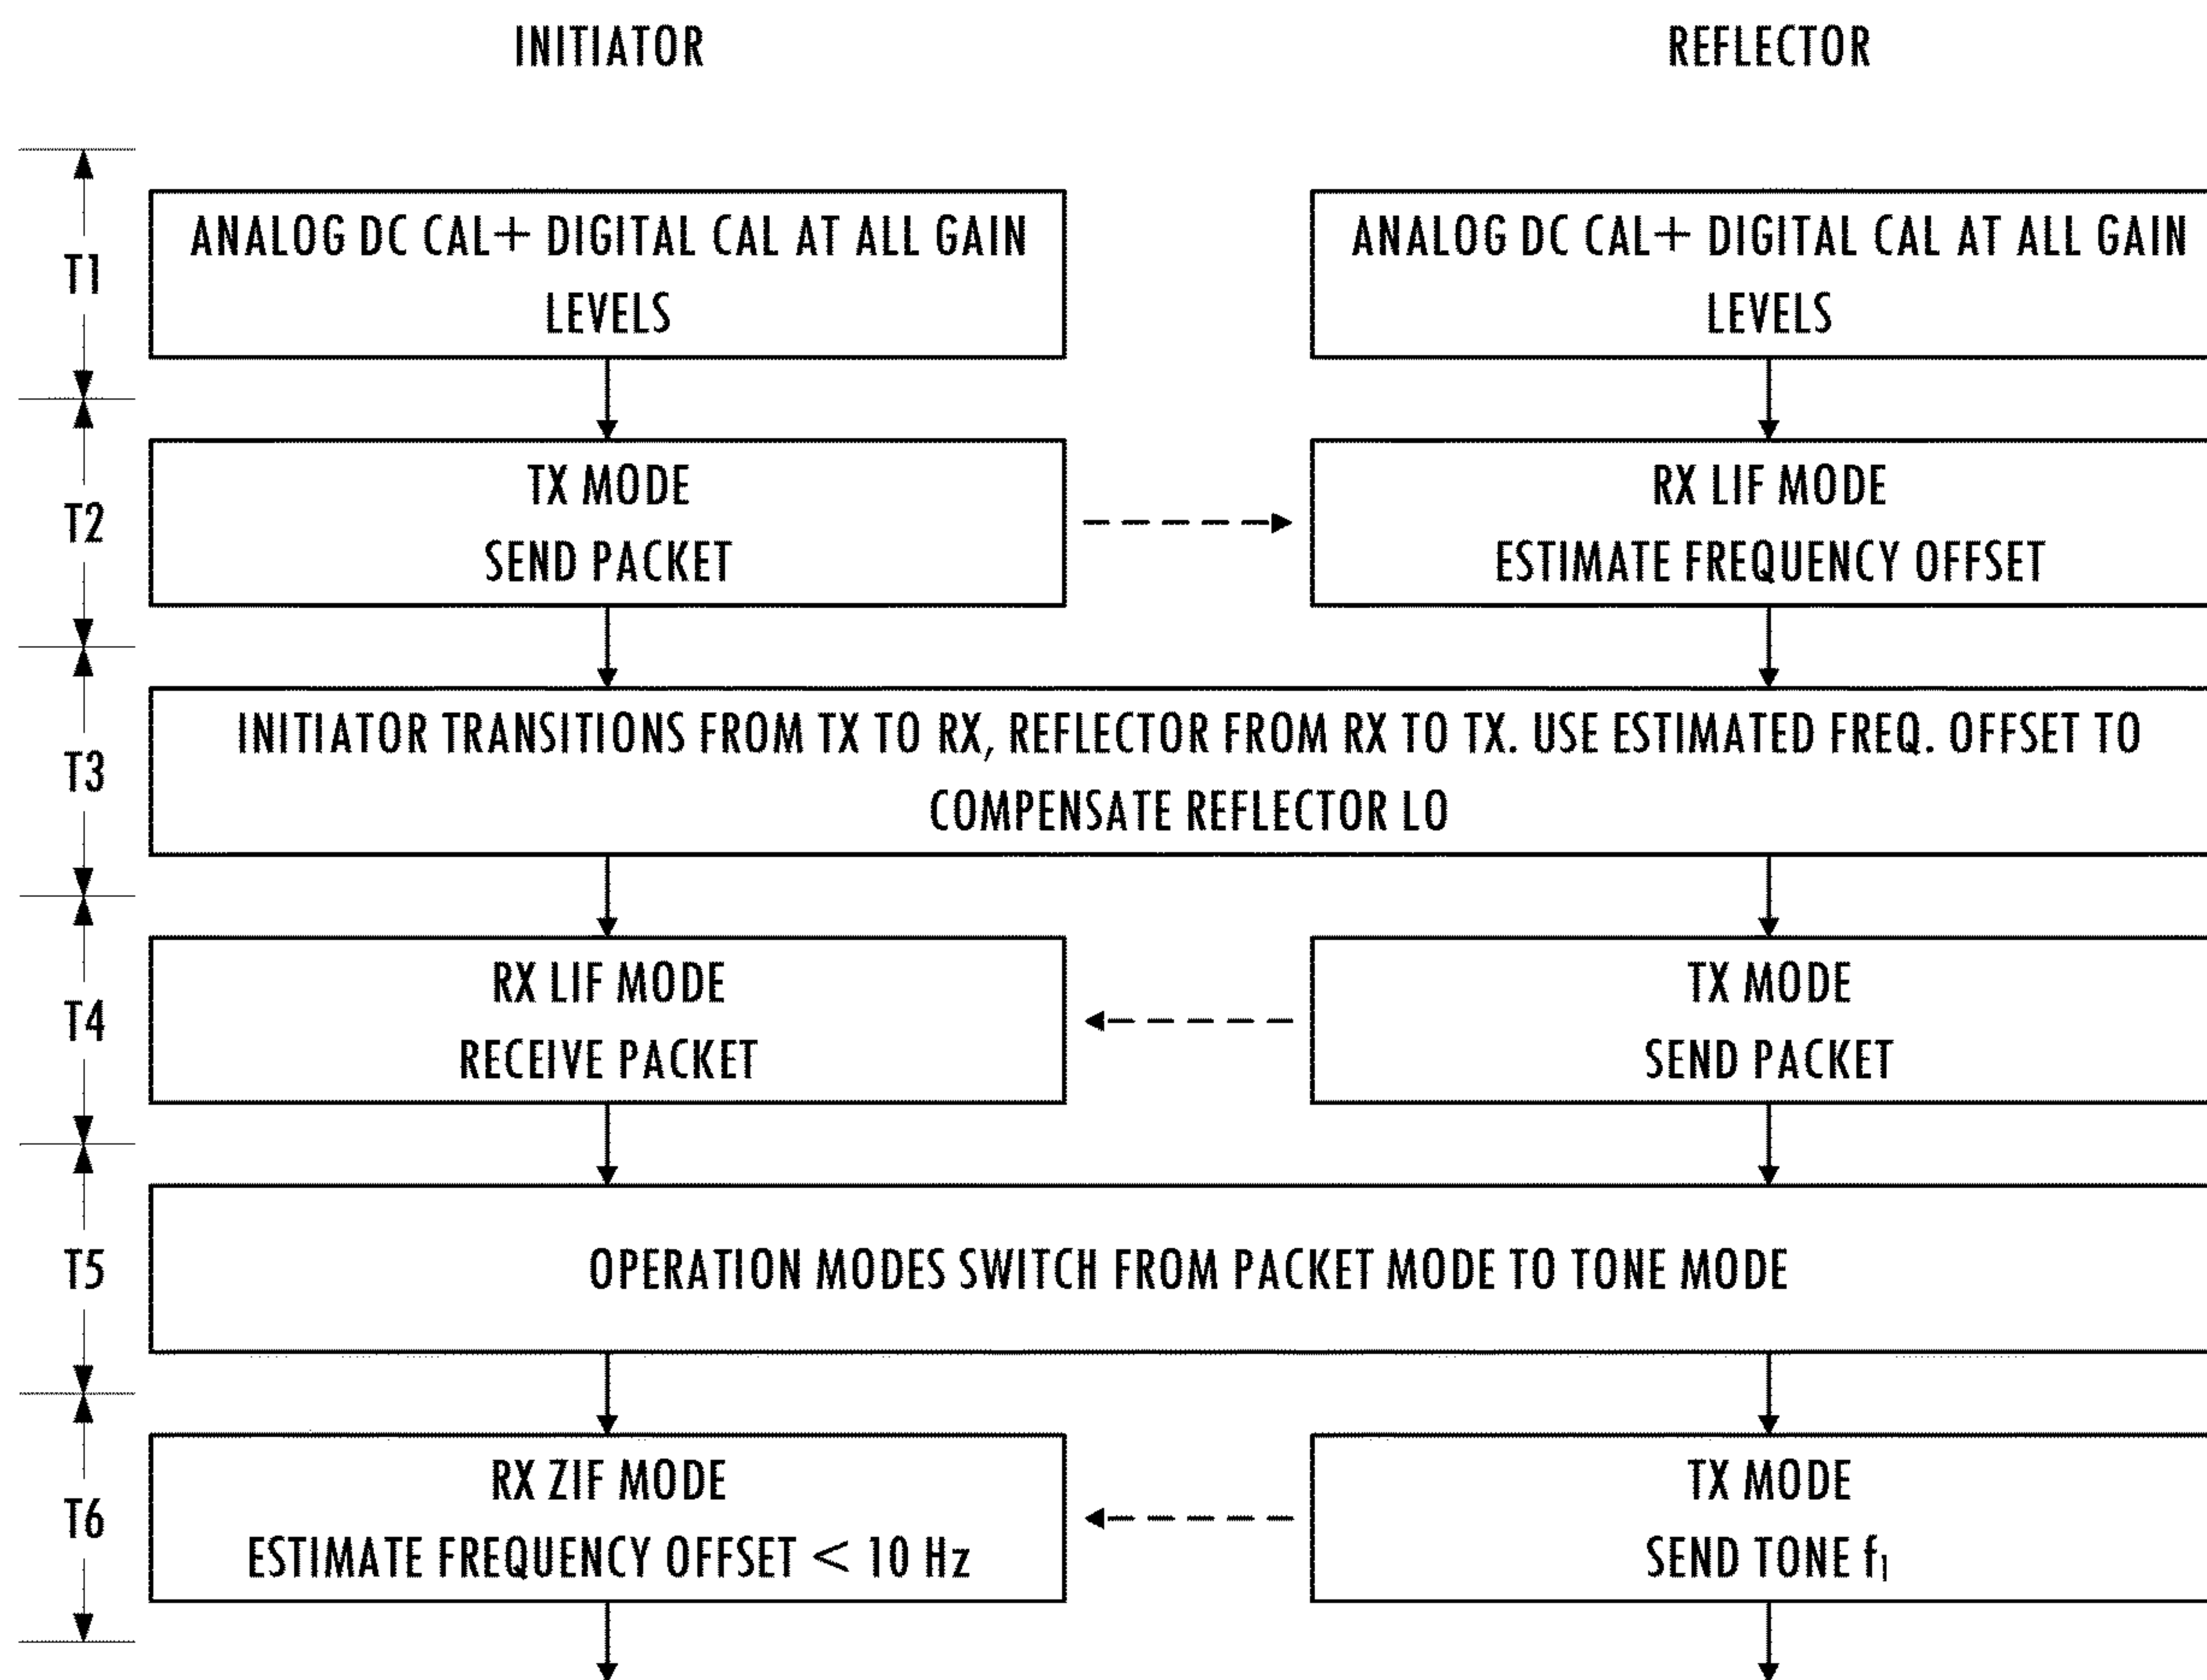 INITIATOR
REFLECTOR
T1
ANALOG DC CAL+ DIGITAL CAL AT ALL GAIN
LEVELS
ANALOG DC CAL+ DIGITAL CAL AT ALL GAIN
LEVELS
T2
TX MODE
SEND PACKET
RX LIF MODE
ESTIMATE FREQUENCY OFFSET
T3
INITIATOR TRANSITIONS FROM TX TO RX, REFLECTOR FROM RX TO TX. USE ESTIMATED FREQ. OFFSET TO
COMPENSATE REFLECTOR LO
T4
RX LIF MODE
RECEIVE PACKET
TX MODE
SEND PACKET
T5
OPERATION MODES SWITCH FROM PACKET MODE TO TONE MODE
T6
RX ZIF MODE
ESTIMATE FREQUENCY OFFSET < 10 Hz
TX MODE
SEND TONE f₁